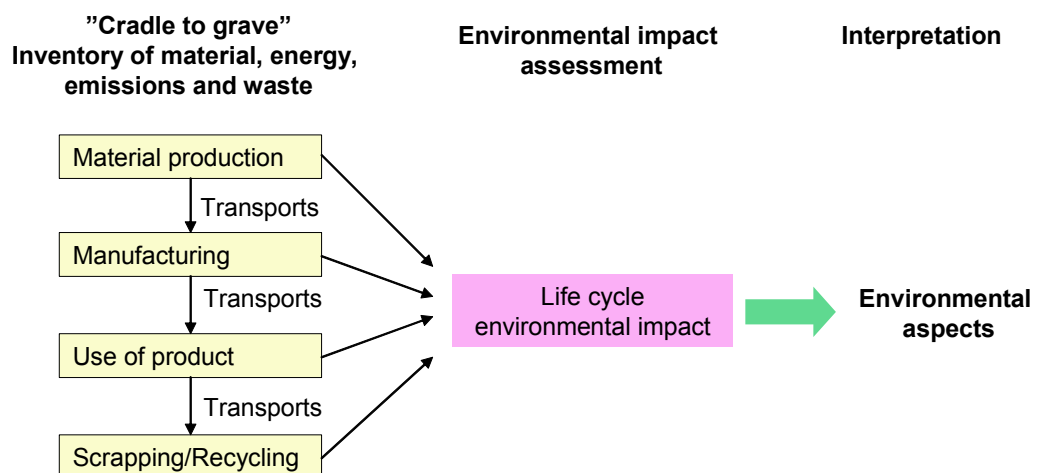 ”Cradle to grave”
Inventory of material, energy,
emissions and waste
Environmental impact
assessment
Interpretation
Material production
Transports
Manufacturing
Transports
Use of product
Transports
Scrapping/Recycling
Life cycle
environmental impact
Environmental
aspects